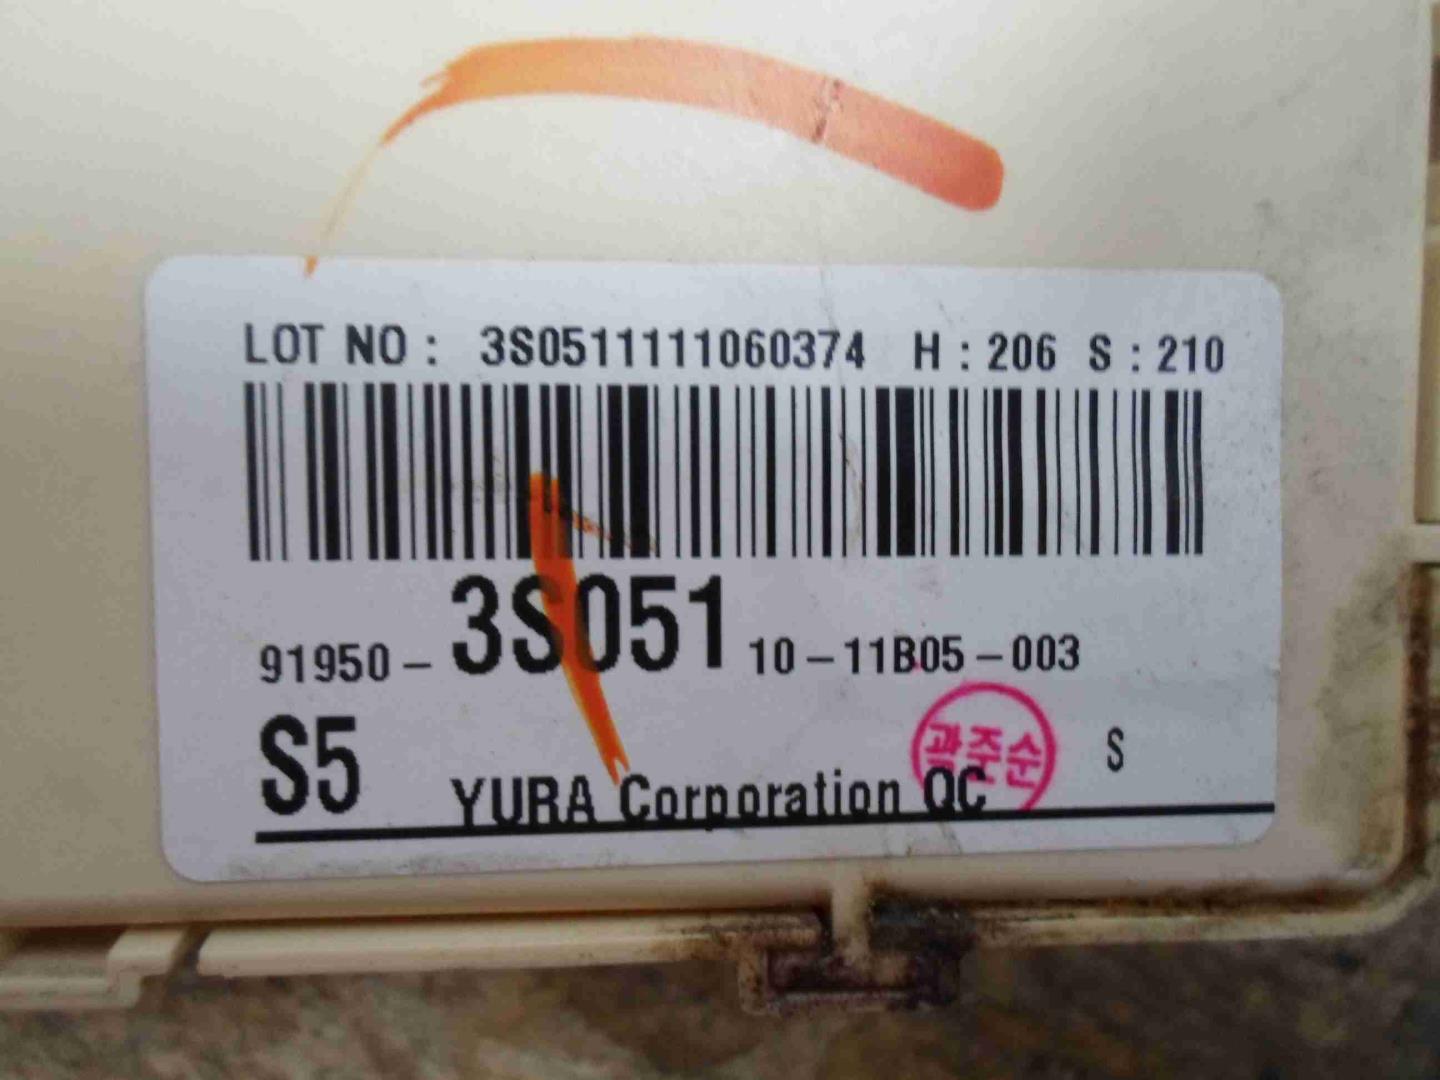 LOT NO : 3S0511111060374 H : 206 S : 210
91950 - 3S051 10 - 11B05 - 003
S5 YURA Corporation QC 곽주순 S